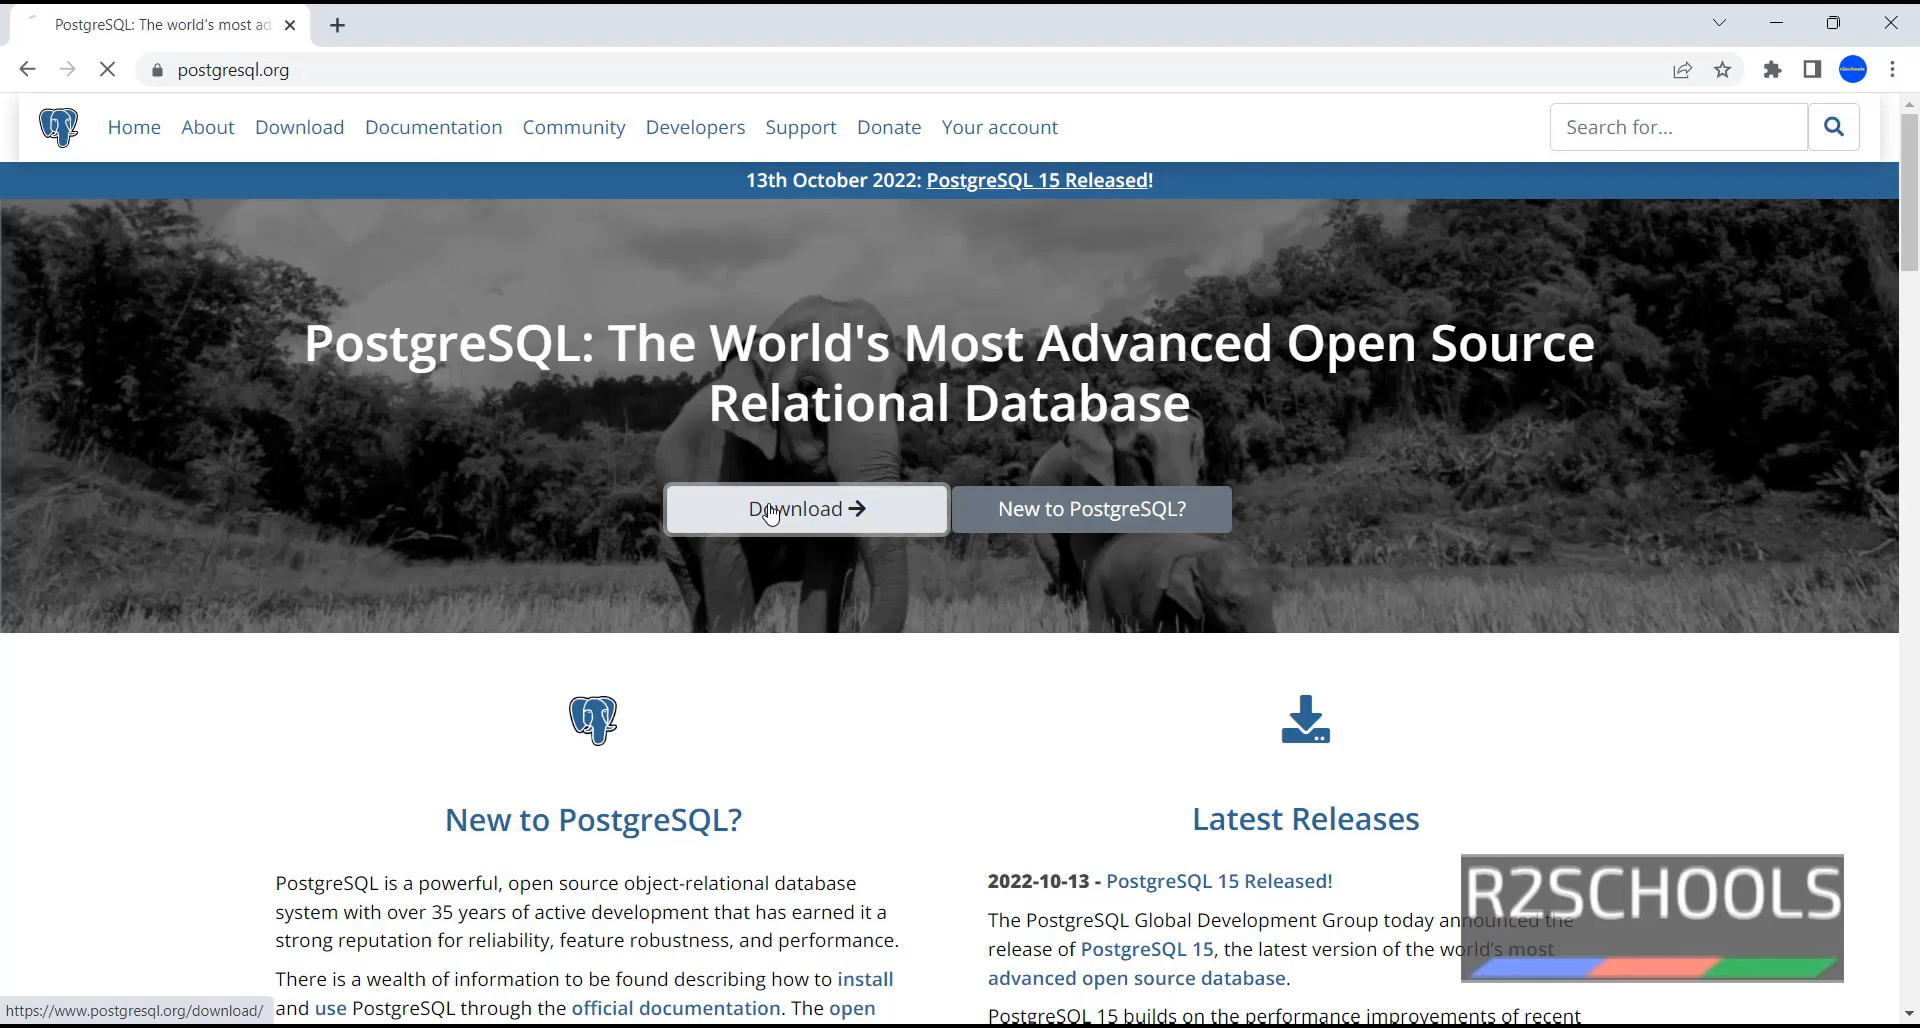 PostgreSQL: The world's most ad
postgresql.org
r2schools
Home About Download Documentation Community Developers Support Donate Your account
Search for...
13th October 2022: PostgreSQL 15 Released!
PostgreSQL: The World's Most Advanced Open Source
Relational Database
Download
New to PostgreSQL?
New to PostgreSQL?
PostgreSQL is a powerful, open source object-relational database
system with over 35 years of active development that has earned it a
strong reputation for reliability, feature robustness, and performance.
There is a wealth of information to be found describing how to install
and use PostgreSQL through the official documentation. The open
Latest Releases
2022-10-13 - PostgreSQL 15 Released!
The PostgreSQL Global Development Group today announced the
release of PostgreSQL 15, the latest version of the world's most
advanced open source database.
PostgreSQL 15 builds on the performance improvements of recent
R2SCHOOLS
https://www.postgresql.org/download/